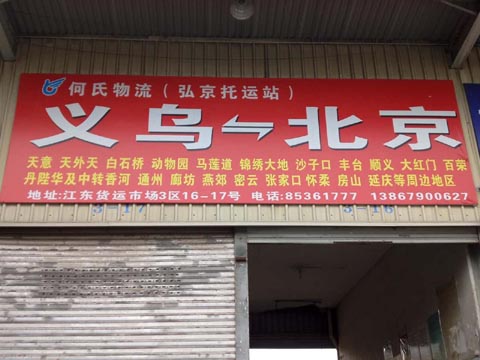 何氏物流（弘京托运站）
义乌⇋北京
天意 天外天 白石桥 动物园 马莲道 锦绣大地 沙子口 丰台 顺义 大红门 百荣
丹陛华及中转香河 通州 廊坊 燕郊 密云 张家口 怀柔 房山 延庆等周边地区
地址:江东货运市场3区16-17号 电话:85361777 13867900627
3-17 3-16